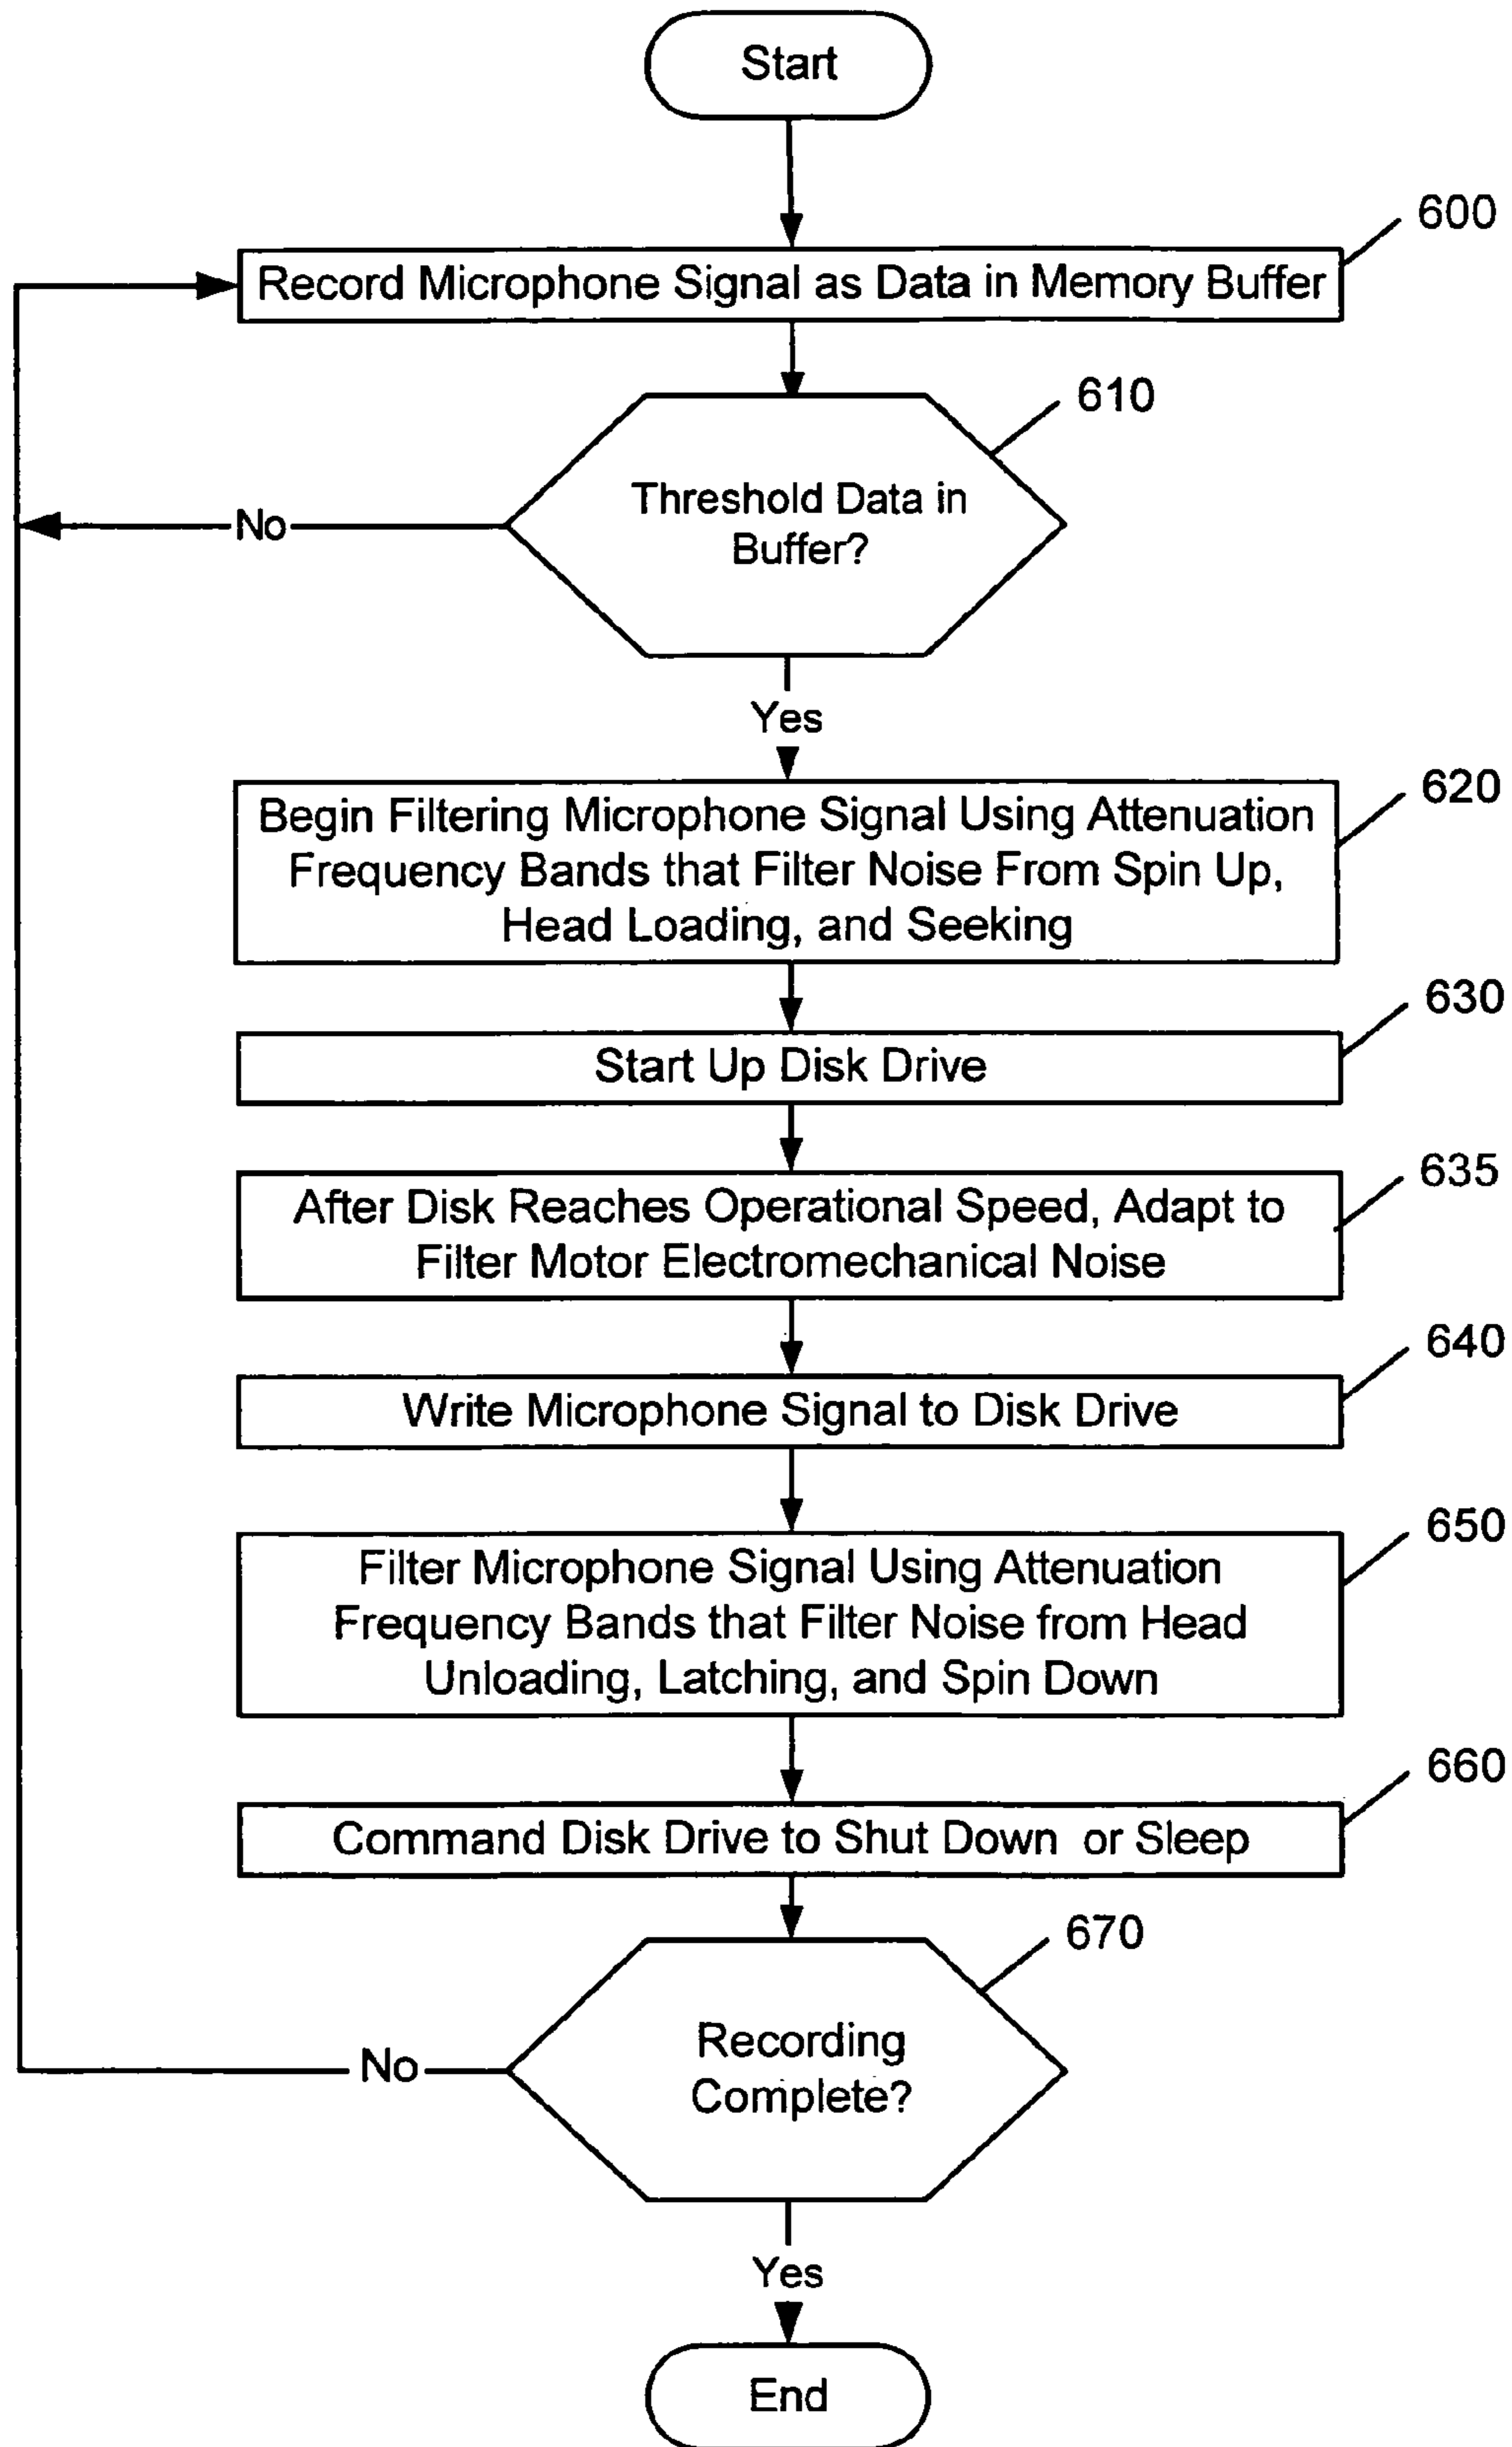 Start
600
Record Microphone Signal as Data in Memory Buffer
610
Threshold Data in
Buffer?
No
Yes
620
Begin Filtering Microphone Signal Using Attenuation
Frequency Bands that Filter Noise From Spin Up,
Head Loading, and Seeking
630
Start Up Disk Drive
635
After Disk Reaches Operational Speed, Adapt to
Filter Motor Electromechanical Noise
640
Write Microphone Signal to Disk Drive
650
Filter Microphone Signal Using Attenuation
Frequency Bands that Filter Noise from Head
Unloading, Latching, and Spin Down
660
Command Disk Drive to Shut Down or Sleep
670
Recording
Complete?
No
Yes
End